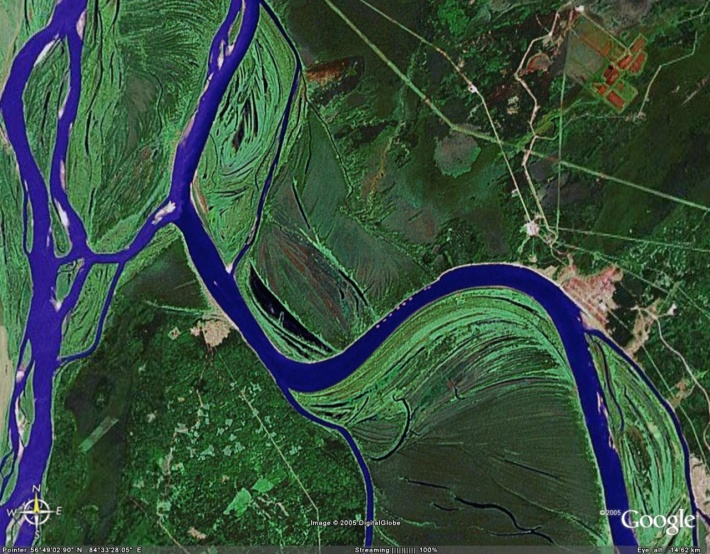 N
W E
S
Image © 2005 DigitalGlobe
© 2005 Google
Pointer 56°49'02.90" N 84°33'28.05" E Streaming |||||||||| 100% Eye alt 14.62 km